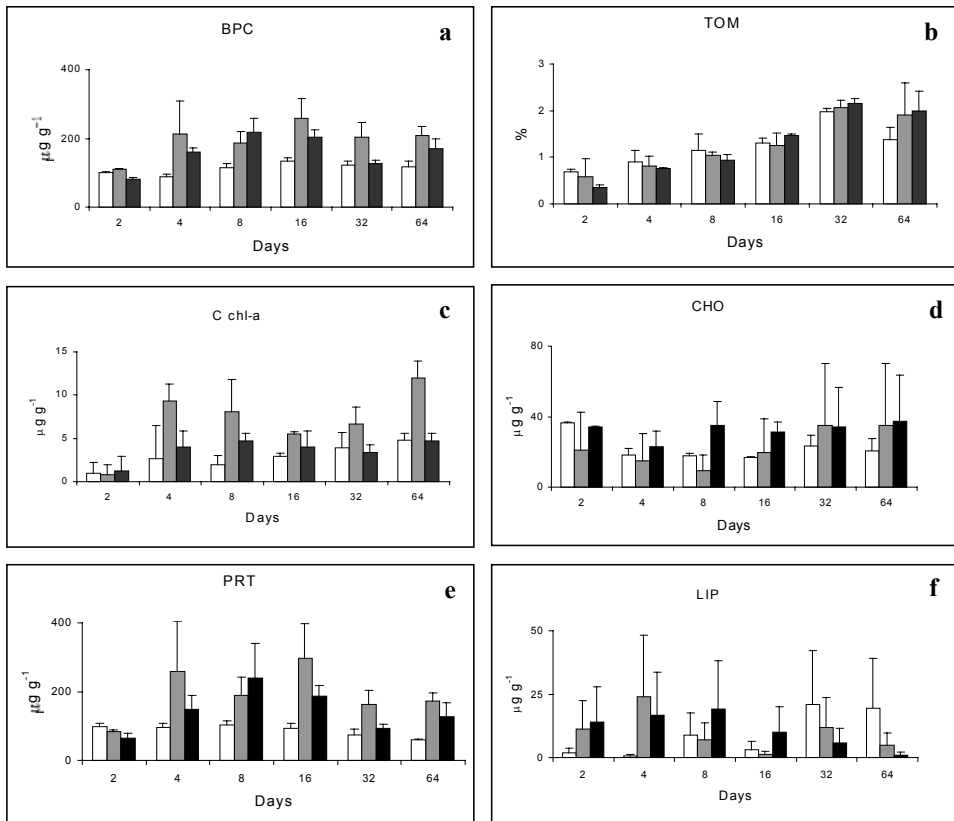 BPC
a
400
200
0
µg g⁻¹
2 4 8 16 32 64
Days
TOM
b
3
2
1
0
%
2 4 8 16 32 64
Days
C chl-a
c
15
10
5
0
µg g⁻¹
2 4 8 16 32 64
Days
CHO
d
80
40
0
µg g⁻¹
2 4 8 16 32 64
Days
PRT
e
400
200
0
µg g⁻¹
2 4 8 16 32 64
Days
LIP
f
50
25
0
µg g⁻¹
2 4 8 16 32 64
Days